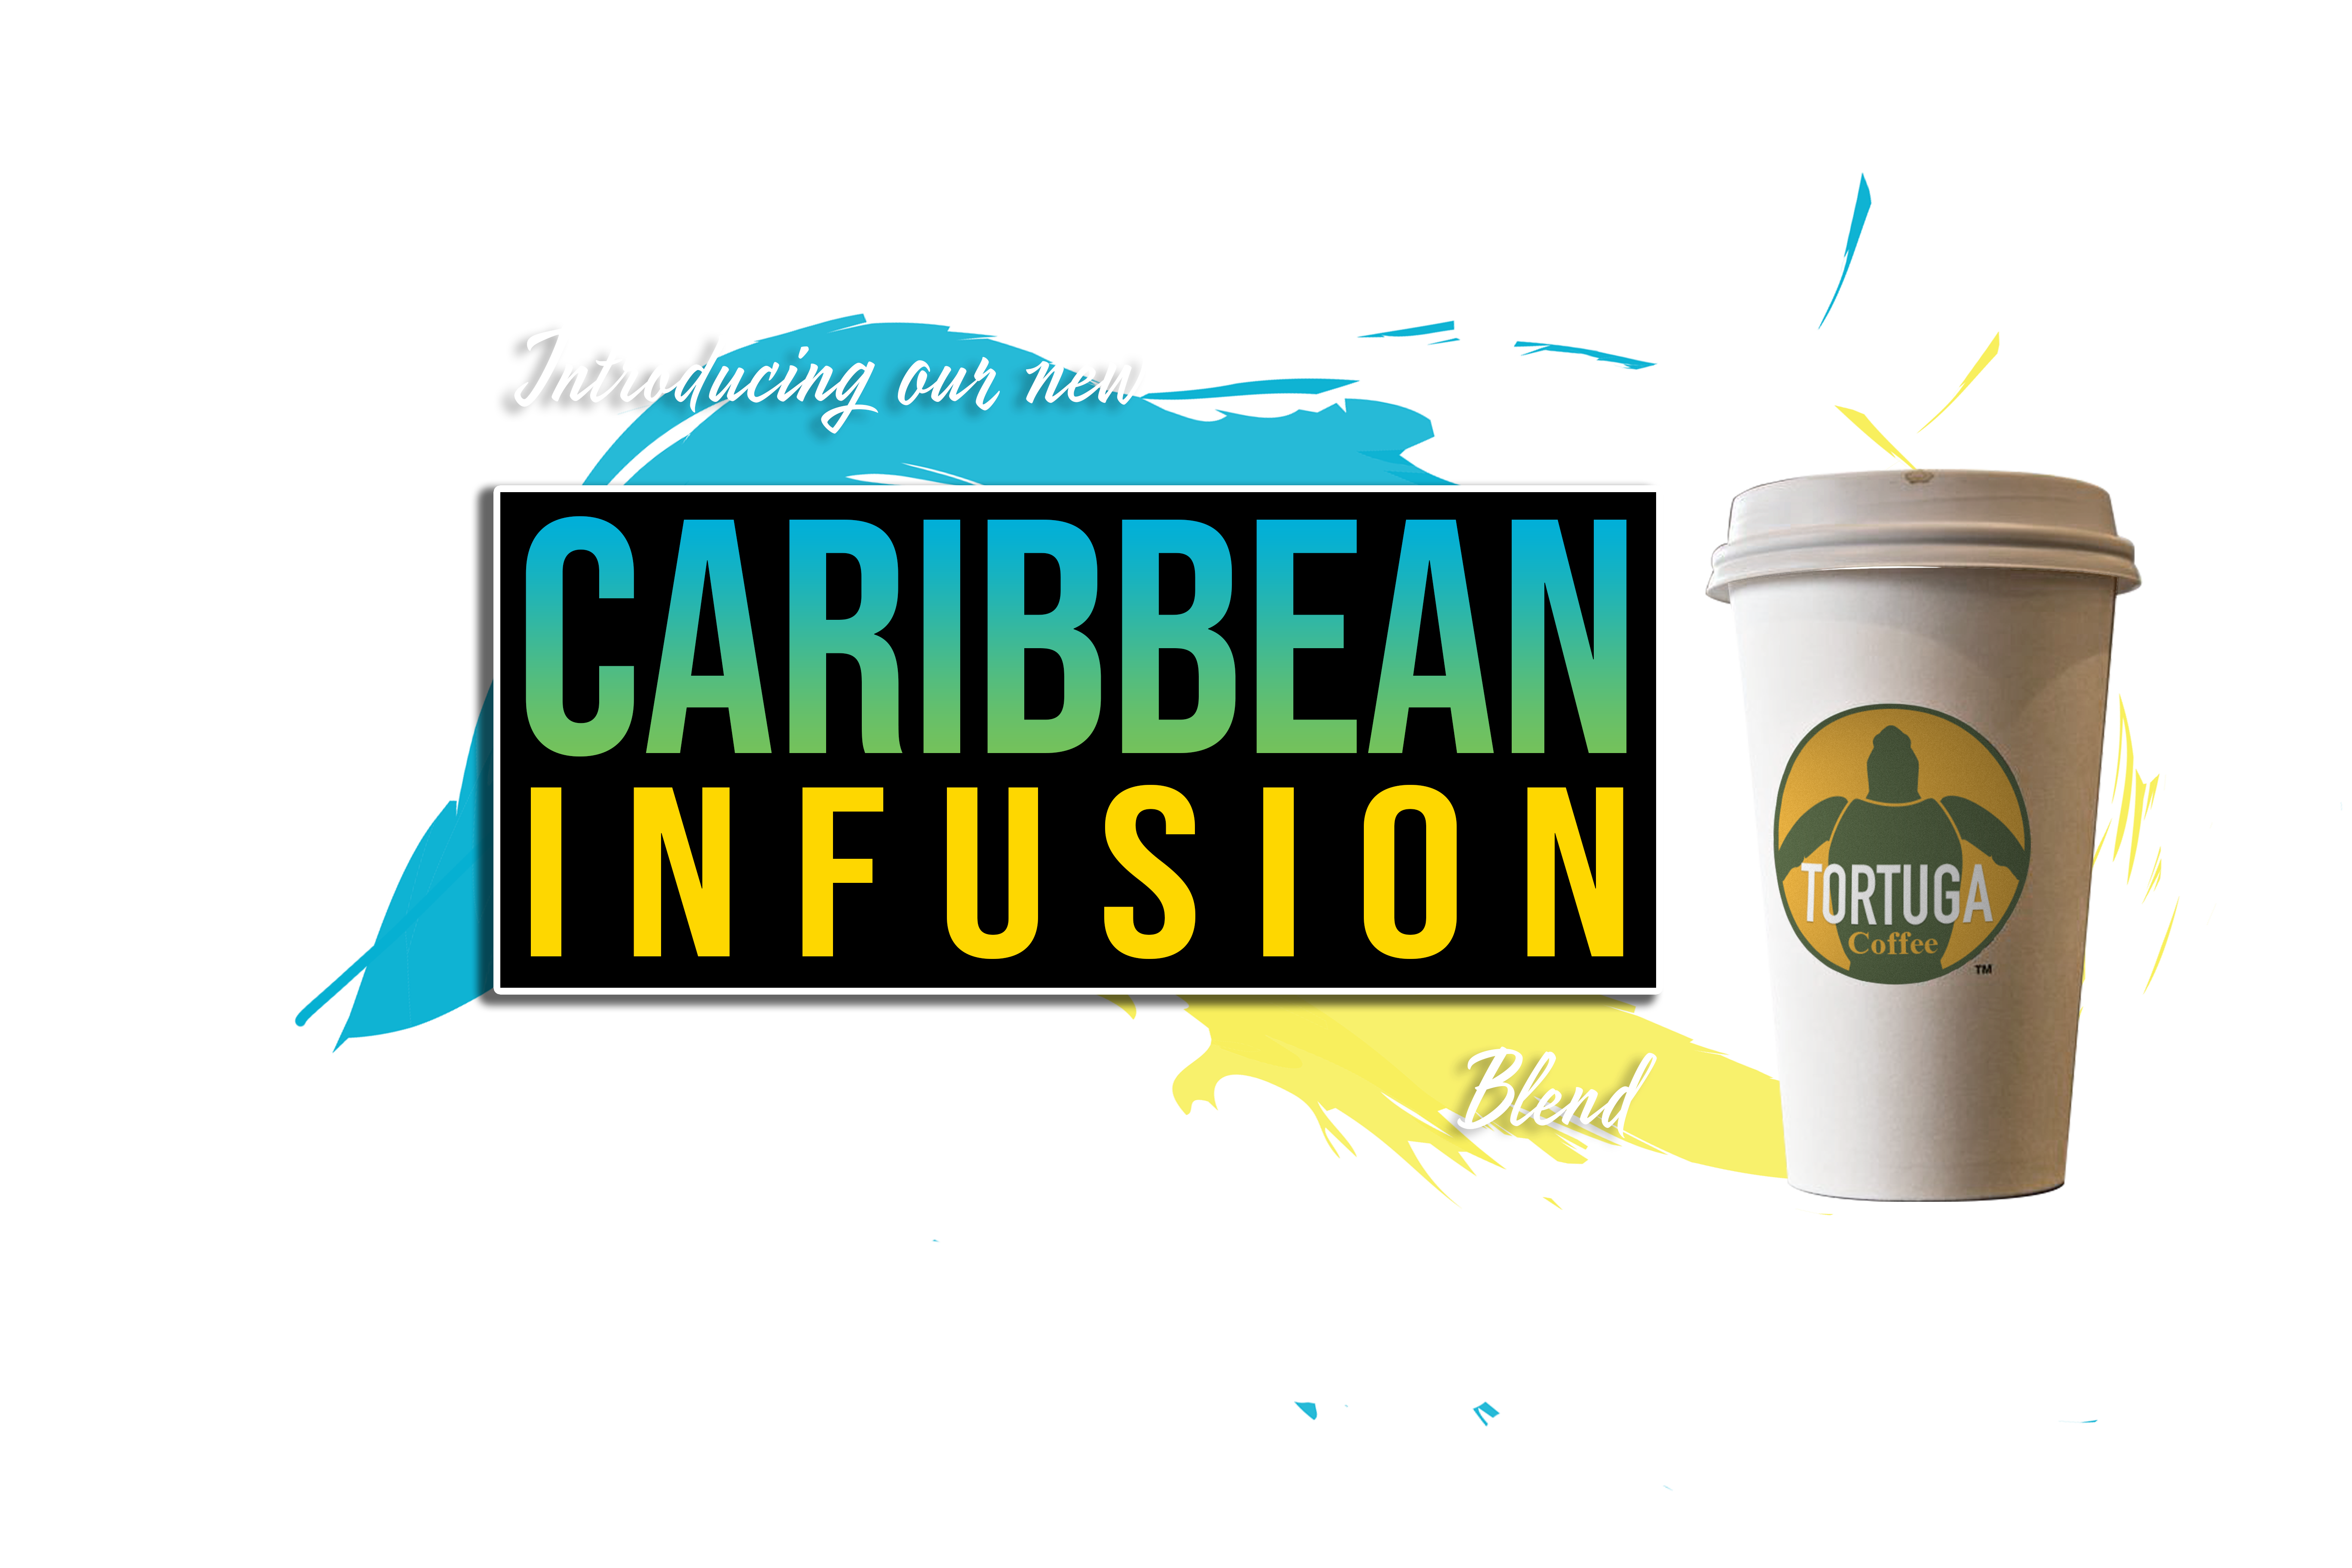 Introducing our new
CARIBBEAN
INFUSION
Blend
TORTUGA
Coffee
TM